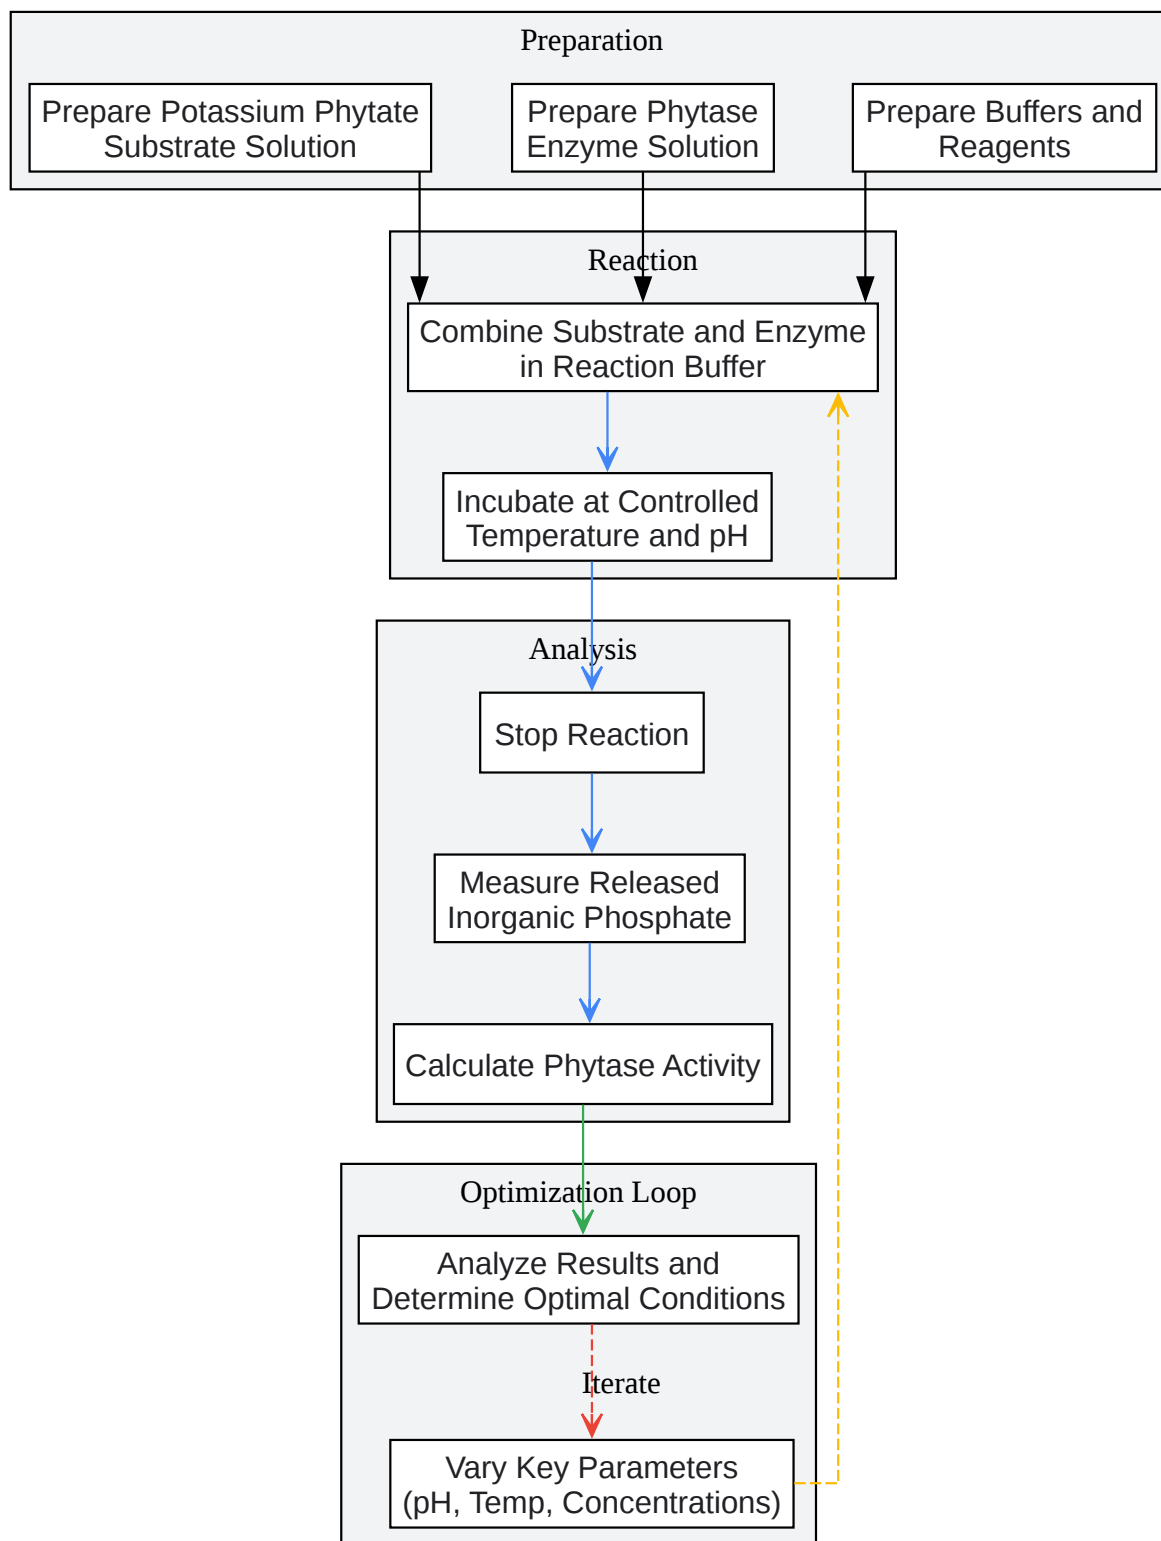 Preparation
Prepare Potassium Phytate
Substrate Solution
Prepare Phytase
Enzyme Solution
Prepare Buffers and
Reagents
Reaction
Combine Substrate and Enzyme
in Reaction Buffer
Incubate at Controlled
Temperature and pH
Analysis
Stop Reaction
Measure Released
Inorganic Phosphate
Calculate Phytase Activity
Optimization Loop
Analyze Results and
Determine Optimal Conditions
Iterate
Vary Key Parameters
(pH, Temp, Concentrations)